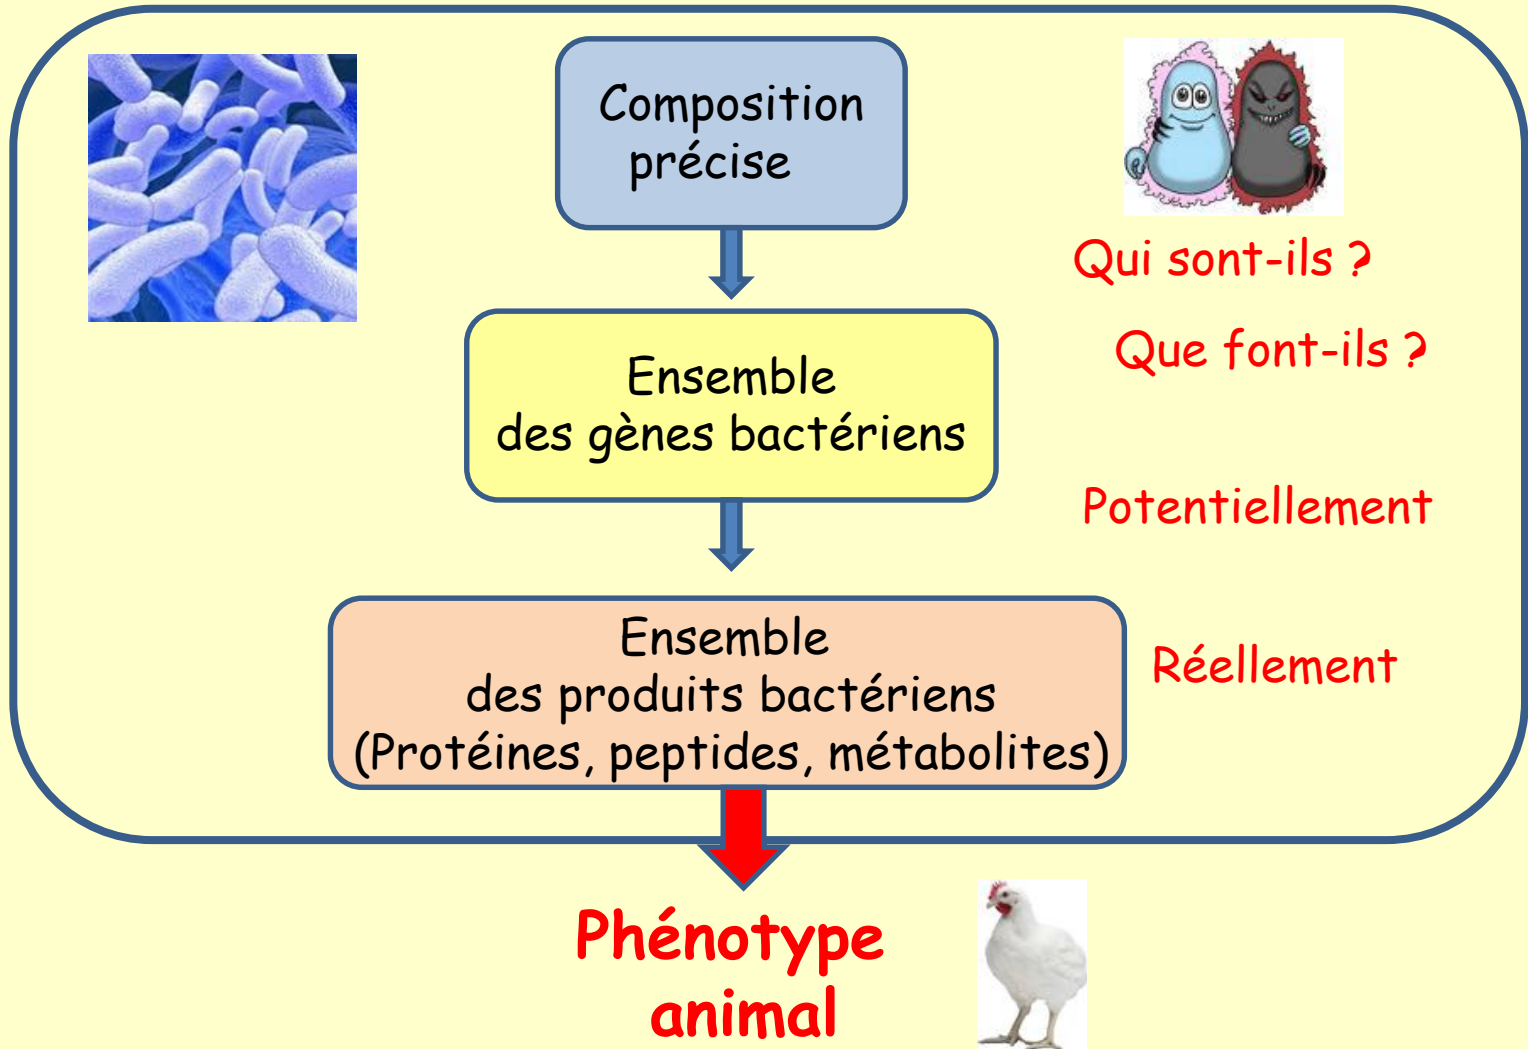 Composition
précise
Qui sont-ils ?
Que font-ils ?
Ensemble
des gènes bactériens
Potentiellement
Ensemble
des produits bactériens
(Protéines, peptides, métabolites)
Réellement
Phénotype
animal